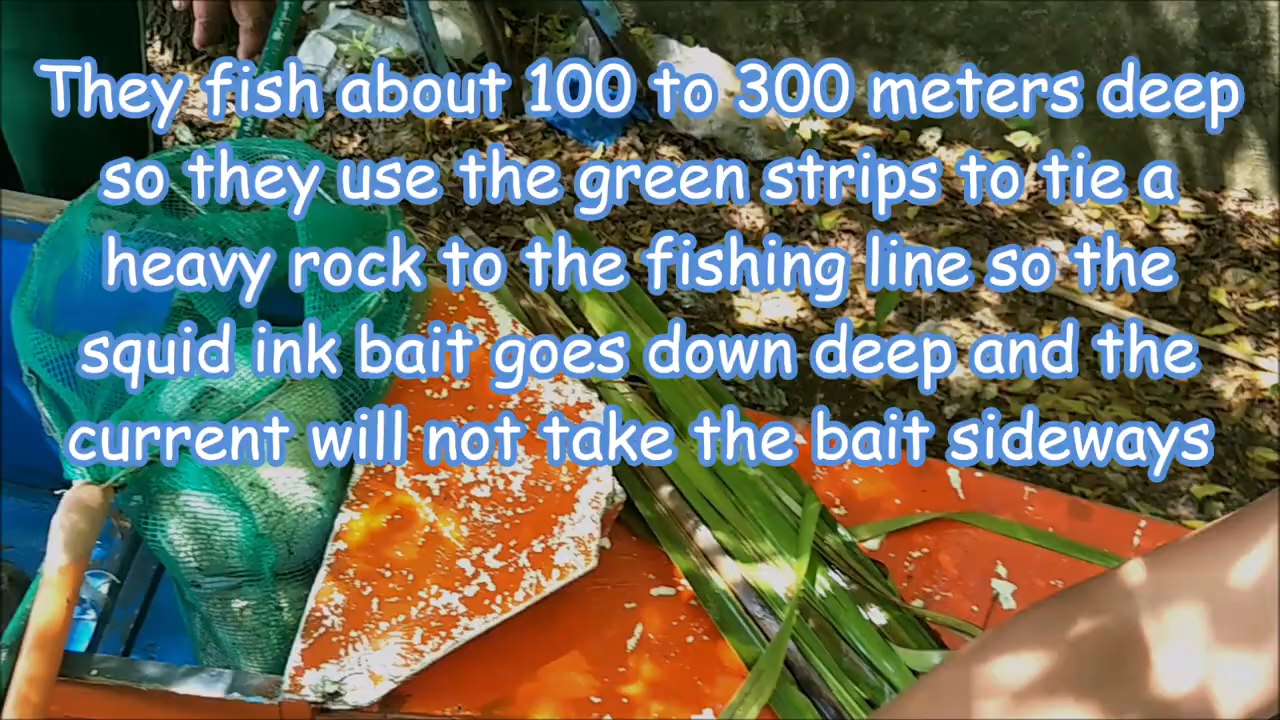 They fish about 100 to 300 meters deep
so they use the green strips to tie a
heavy rock to the fishing line so the
squid ink bait goes down deep and the
current will not take the bait sideways